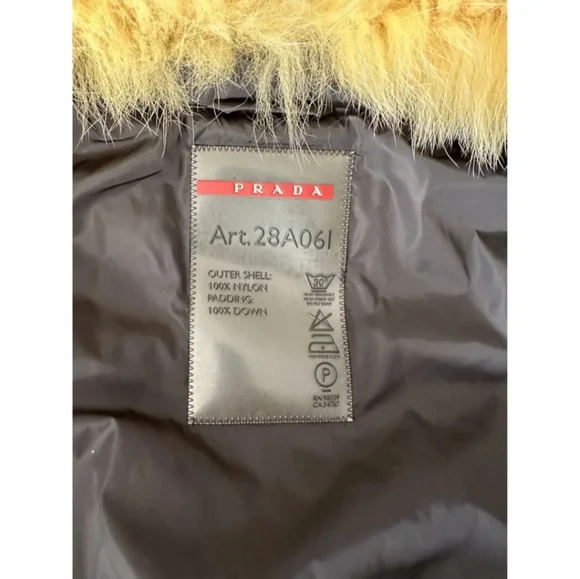 PRADA
Art.28A061
OUTER SHELL:
100% NYLON
PADDING:
100% DOWN
30°
P